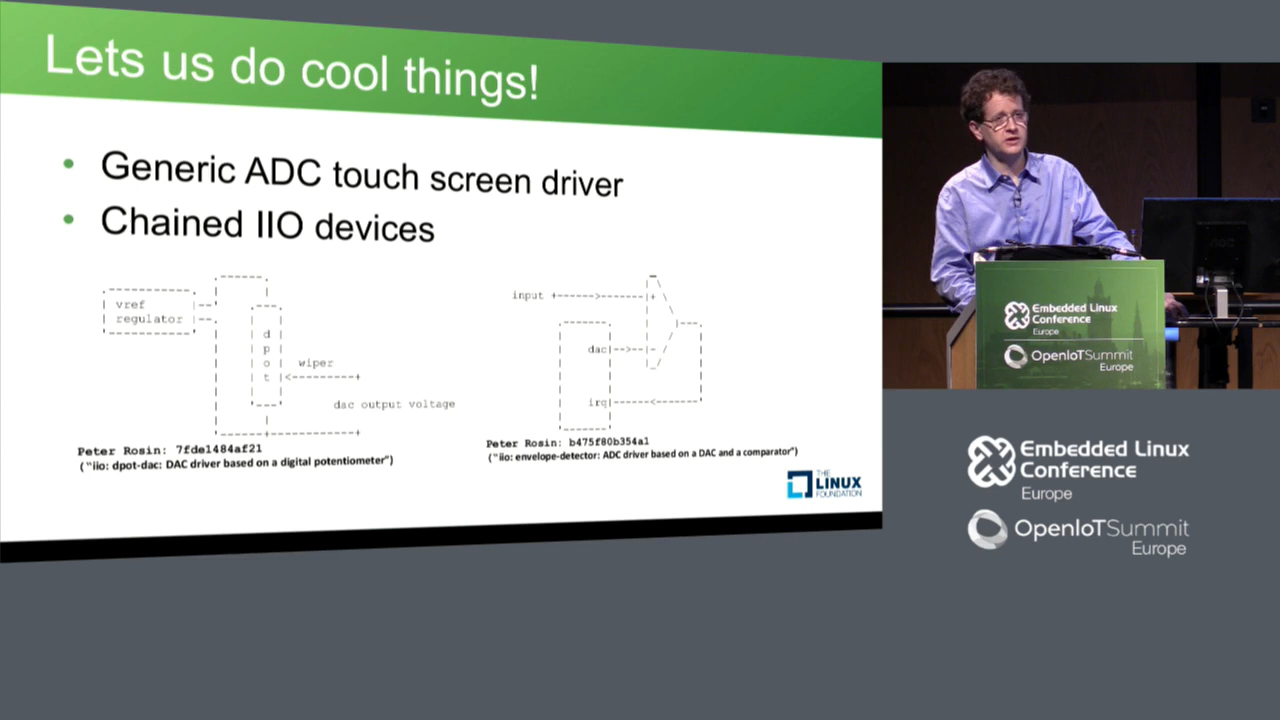 Lets us do cool things!
• Generic ADC touch screen driver
• Chained IIO devices
vref
regulator
d
p
o
t
wiper
dac output voltage
Peter Rosin: 7fde1484af21
("iio: dpot-dac: DAC driver based on a digital potentiometer")
input
+
dac
-
irq
Peter Rosin: b475f80b354a1
("iio: envelope-detector: ADC driver based on a DAC and a comparator")
THE
LINUX
FOUNDATION
Embedded Linux
Conference
Europe
OpenIoTSummit
Europe
Embedded Linux
Conference
Europe
OpenIoTSummit
Europe